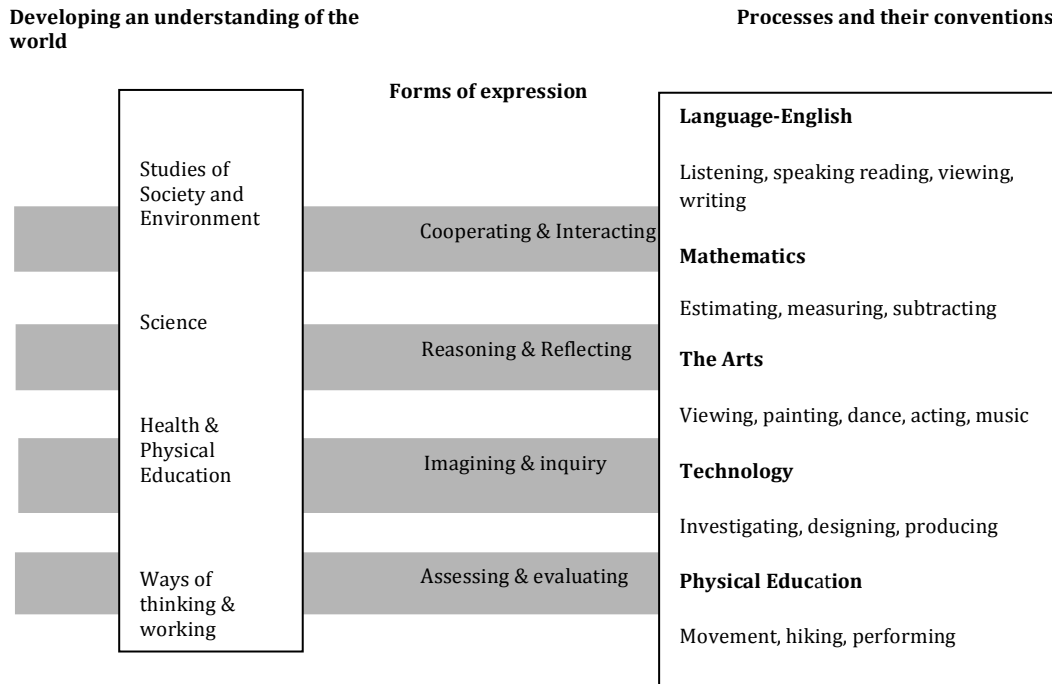 Developing an understanding of the
world
Processes and their conventions
Forms of expression
Studies of
Society and
Environment
Science
Health &
Physical
Education
Ways of
thinking &
working
Cooperating & Interacting
Reasoning & Reflecting
Imagining & inquiry
Assessing & evaluating
Language-English
Listening, speaking reading, viewing,
writing
Mathematics
Estimating, measuring, subtracting
The Arts
Viewing, painting, dance, acting, music
Technology
Investigating, designing, producing
Physical Education
Movement, hiking, performing